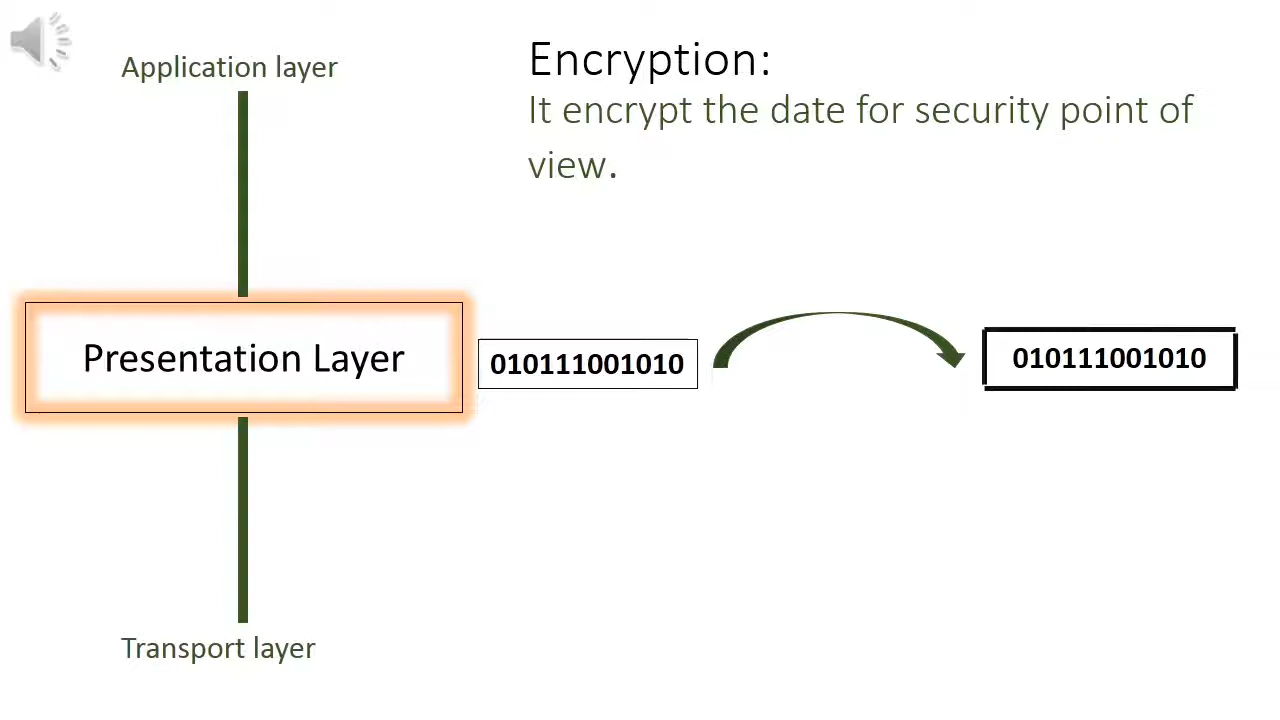 Application layer
Encryption:
It encrypt the date for security point of
view.
Presentation Layer
010111001010
010111001010
Transport layer